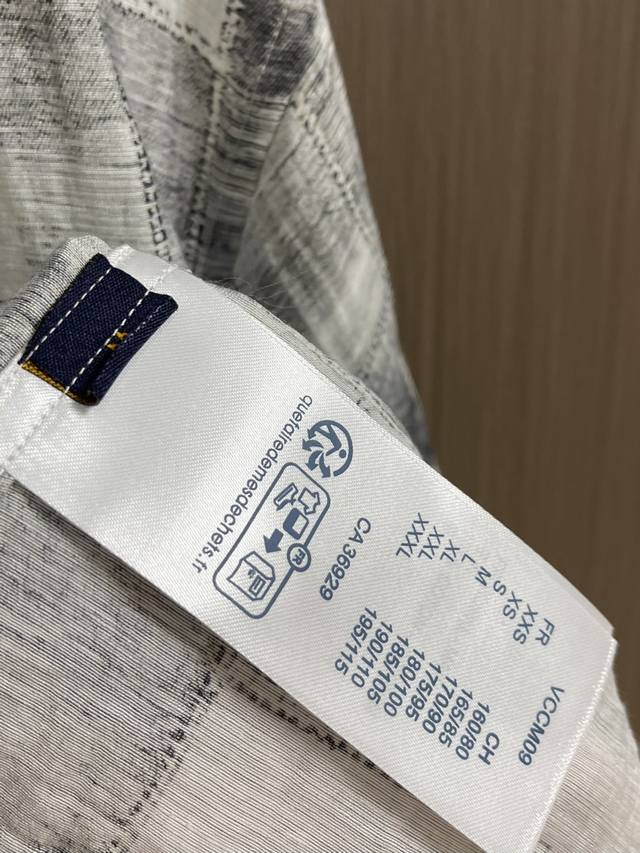 VCCM09
FR CH
XXS 160/80
XS 165/85
S 170/90
M 175/95
L 180/100
XL 185/105
XXL 190/110
XXXL 195/115
CA 36929
FR
quefairedemesdechets.fr